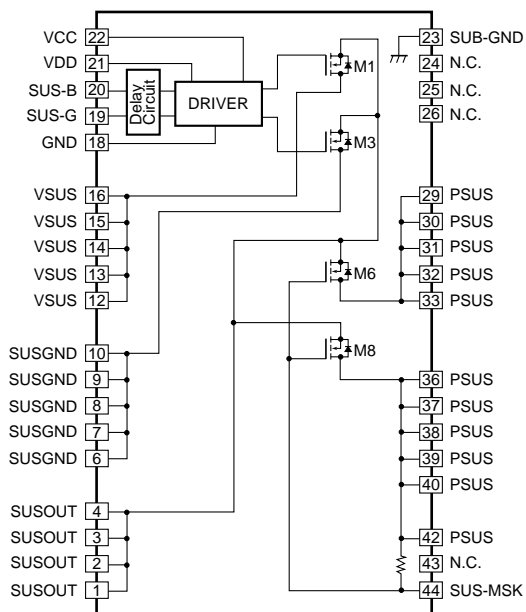 VCC 22
VDD 21
SUS-B 20
SUS-G 19
GND 18
Delay
Circuit
DRIVER
M1
M3
VSUS 16
VSUS 15
VSUS 14
VSUS 13
VSUS 12
SUSGND 10
SUSGND 9
SUSGND 8
SUSGND 7
SUSGND 6
SUSOUT 4
SUSOUT 3
SUSOUT 2
SUSOUT 1
M6
M8
23 SUB-GND
24 N.C.
25 N.C.
26 N.C.
29 PSUS
30 PSUS
31 PSUS
32 PSUS
33 PSUS
36 PSUS
37 PSUS
38 PSUS
39 PSUS
40 PSUS
42 PSUS
43 N.C.
44 SUS-MSK